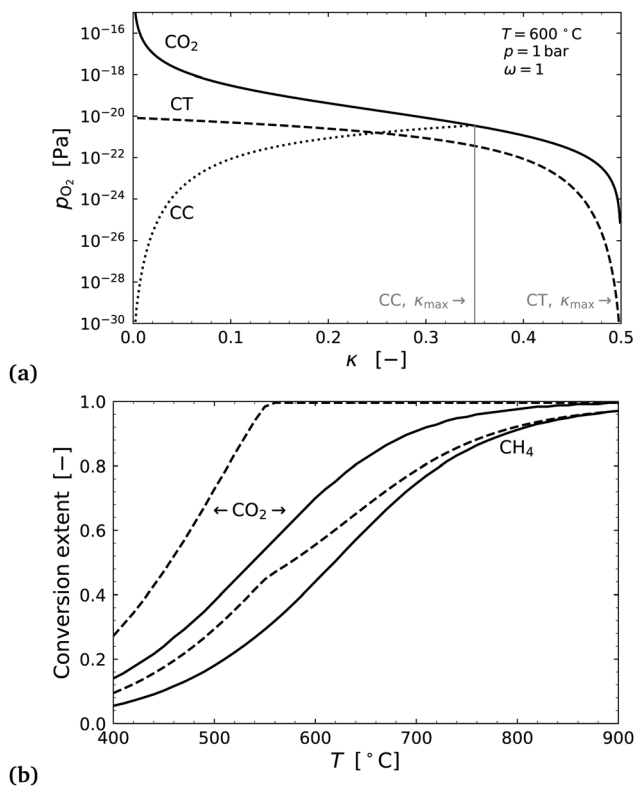 10⁻¹⁶
10⁻¹⁸
10⁻²⁰
10⁻²²
10⁻²⁴
10⁻²⁶
10⁻²⁸
10⁻³⁰
p_O₂ [Pa]
CO₂
CT
CC
T = 600 °C
p = 1 bar
ω = 1
CC, κmax →
CT, κmax →
0.0 0.1 0.2 0.3 0.4 0.5
κ [−]
(a)
1.0
0.8
0.6
0.4
0.2
0.0
Conversion extent [−]
← CO₂ →
CH₄
400 500 600 700 800 900
T [°C]
(b)